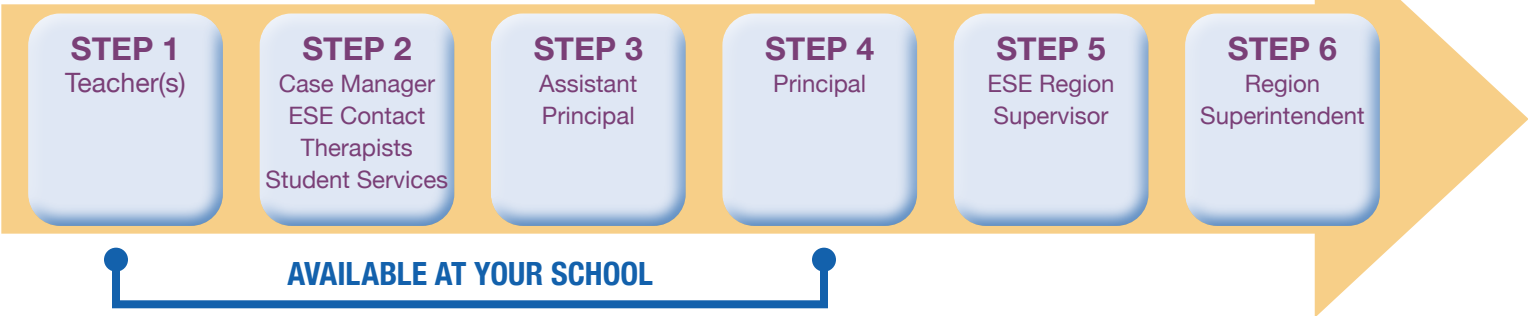 STEP 1
Teacher(s)
STEP 2
Case Manager
ESE Contact
Therapists
Student Services
STEP 3
Assistant
Principal
STEP 4
Principal
STEP 5
ESE Region
Supervisor
STEP 6
Region
Superintendent
AVAILABLE AT YOUR SCHOOL